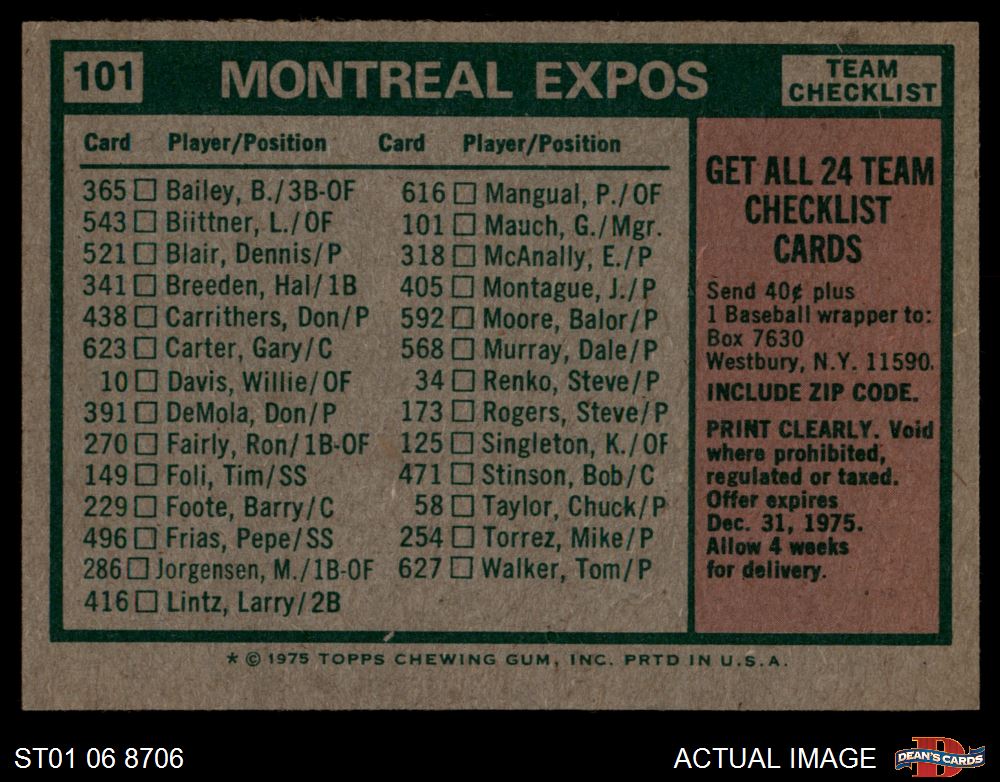 101 MONTREAL EXPOS TEAM CHECKLIST
Card Player/Position Card Player/Position
365 □ Bailey, B./3B-OF
543 □ Biittner, L./OF
521 □ Blair, Dennis/P
341 □ Breeden, Hal/1B
438 □ Carrithers, Don/P
623 □ Carter, Gary/C
10 □ Davis, Willie/OF
391 □ DeMola, Don/P
270 □ Fairly, Ron/1B-OF
149 □ Foli, Tim/SS
229 □ Foote, Barry/C
496 □ Frias, Pepe/SS
286 □ Jorgensen, M./1B-OF
416 □ Lintz, Larry/2B
616 □ Mangual, P./OF
101 □ Mauch, G./Mgr.
318 □ McAnally, E./P
405 □ Montague, J./P
592 □ Moore, Balor/P
568 □ Murray, Dale/P
34 □ Renko, Steve/P
173 □ Rogers, Steve/P
125 □ Singleton, K./OF
471 □ Stinson, Bob/C
58 □ Taylor, Chuck/P
254 □ Torrez, Mike/P
627 □ Walker, Tom/P
GET ALL 24 TEAM
CHECKLIST
CARDS
Send 40¢ plus
1 Baseball wrapper to:
Box 7630
Westbury, N.Y. 11590.
INCLUDE ZIP CODE.
PRINT CLEARLY. Void
where prohibited,
regulated or taxed.
Offer expires
Dec. 31, 1975.
Allow 4 weeks
for delivery.
* © 1975 TOPPS CHEWING GUM, INC. PRTD IN U.S.A.
ST01 06 8706
ACTUAL IMAGE
D
DEAN'S CARDS